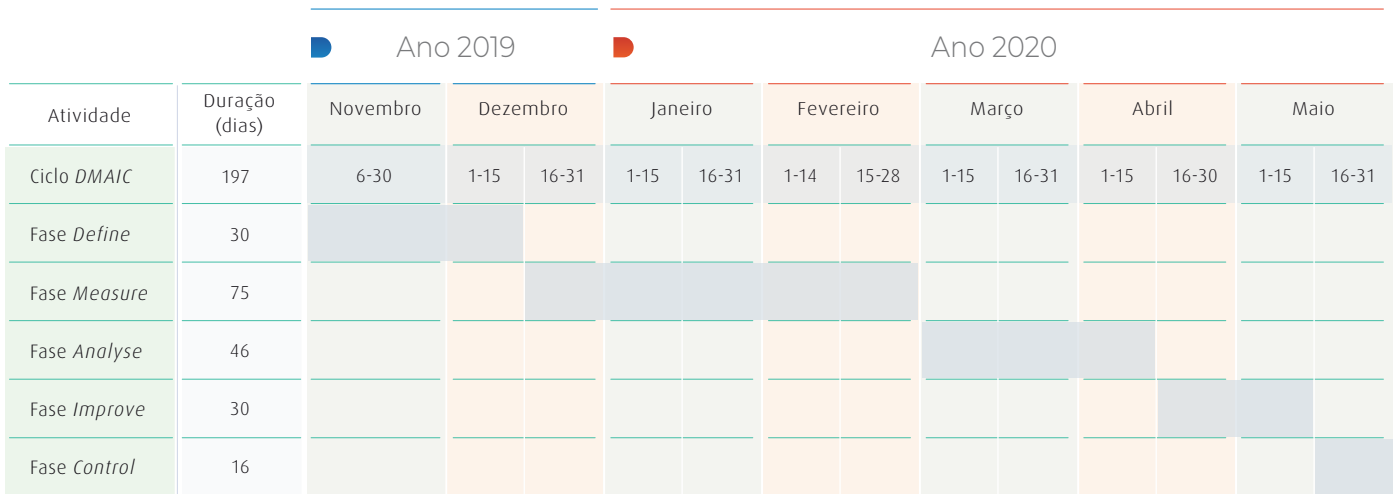 Ano 2019 Ano 2020
Atividade Duração (dias) Novembro Dezembro Janeiro Fevereiro Março Abril Maio
Ciclo DMAIC 197 6-30 1-15 16-31 1-15 16-31 1-14 15-28 1-15 16-31 1-15 16-30 1-15 16-31
Fase Define 30
Fase Measure 75
Fase Analyse 46
Fase Improve 30
Fase Control 16